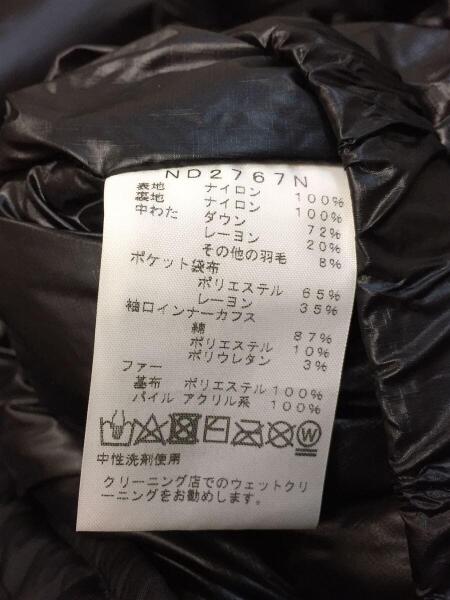 ND2767N
表地 ナイロン 100%
裏地 ナイロン 100%
中わた ダウン 72%
レーヨン 20%
その他の羽毛 8%
ポケット袋布
ポリエステル 65%
レーヨン 35%
袖口インナーカフス
綿 87%
ポリエステル 10%
ポリウレタン 3%
ファー
基布 ポリエステル 100%
パイル アクリル系 100%
W
中性洗剤使用
クリーニング店でのウェットクリ
ーニングをお勧めします。